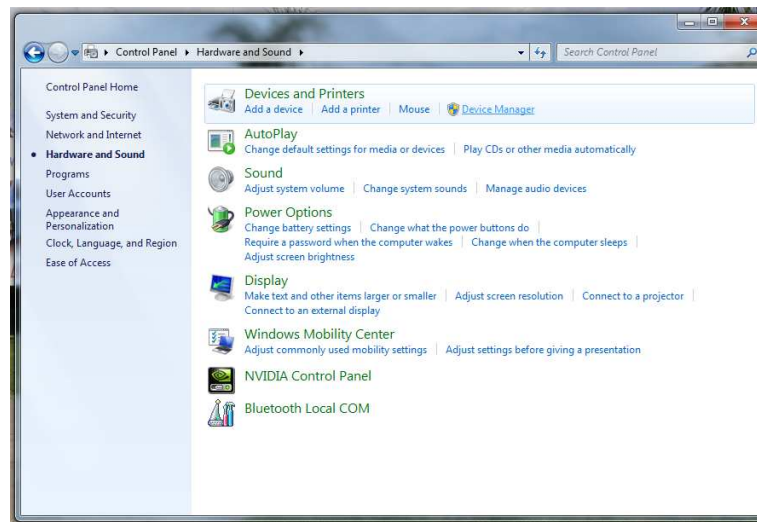 Control Panel Hardware and Sound
Search Control Panel
Control Panel Home
System and Security
Network and Internet
Hardware and Sound
Programs
User Accounts
Appearance and
Personalization
Clock, Language, and Region
Ease of Access
Devices and Printers
Add a device Add a printer Mouse Device Manager
AutoPlay
Change default settings for media or devices Play CDs or other media automatically
Sound
Adjust system volume Change system sounds Manage audio devices
Power Options
Change battery settings Change what the power buttons do
Require a password when the computer wakes Change when the computer sleeps
Adjust screen brightness
Display
Make text and other items larger or smaller Adjust screen resolution Connect to a projector
Connect to an external display
Windows Mobility Center
Adjust commonly used mobility settings Adjust settings before giving a presentation
NVIDIA Control Panel
Bluetooth Local COM